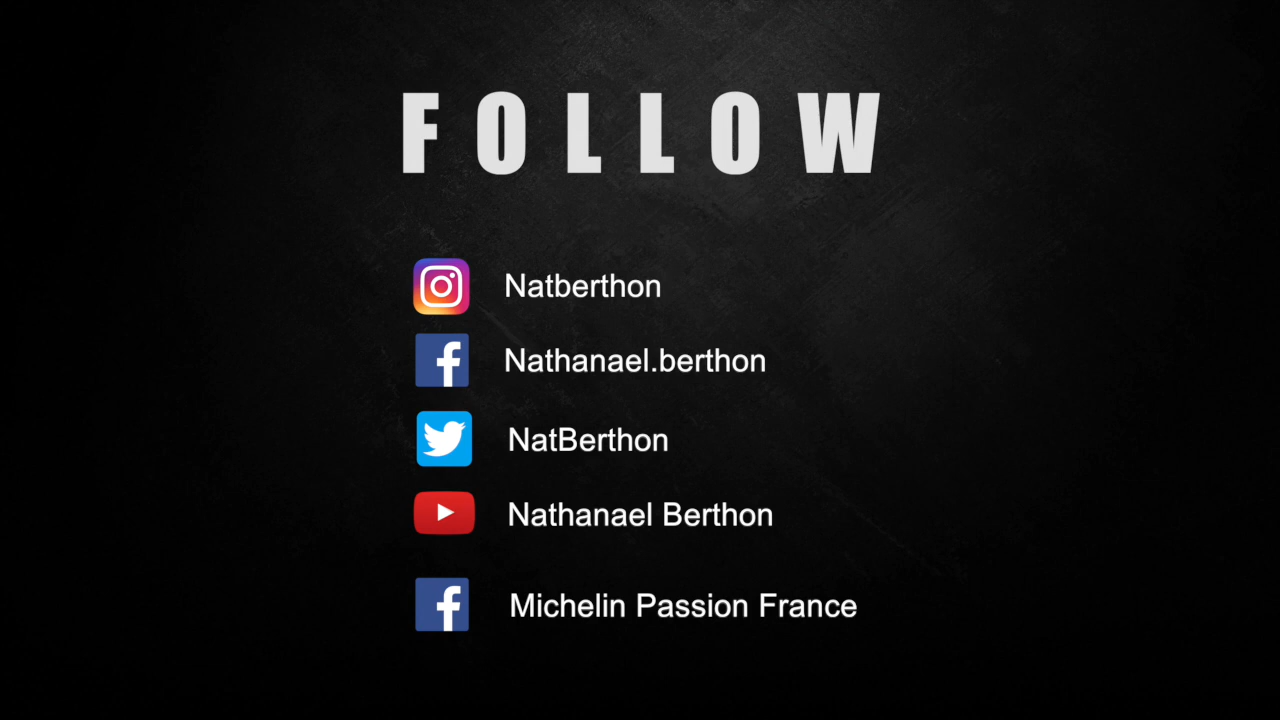 FOLLOW
Natberthon
Nathanael.berthon
NatBerthon
Nathanael Berthon
Michelin Passion France